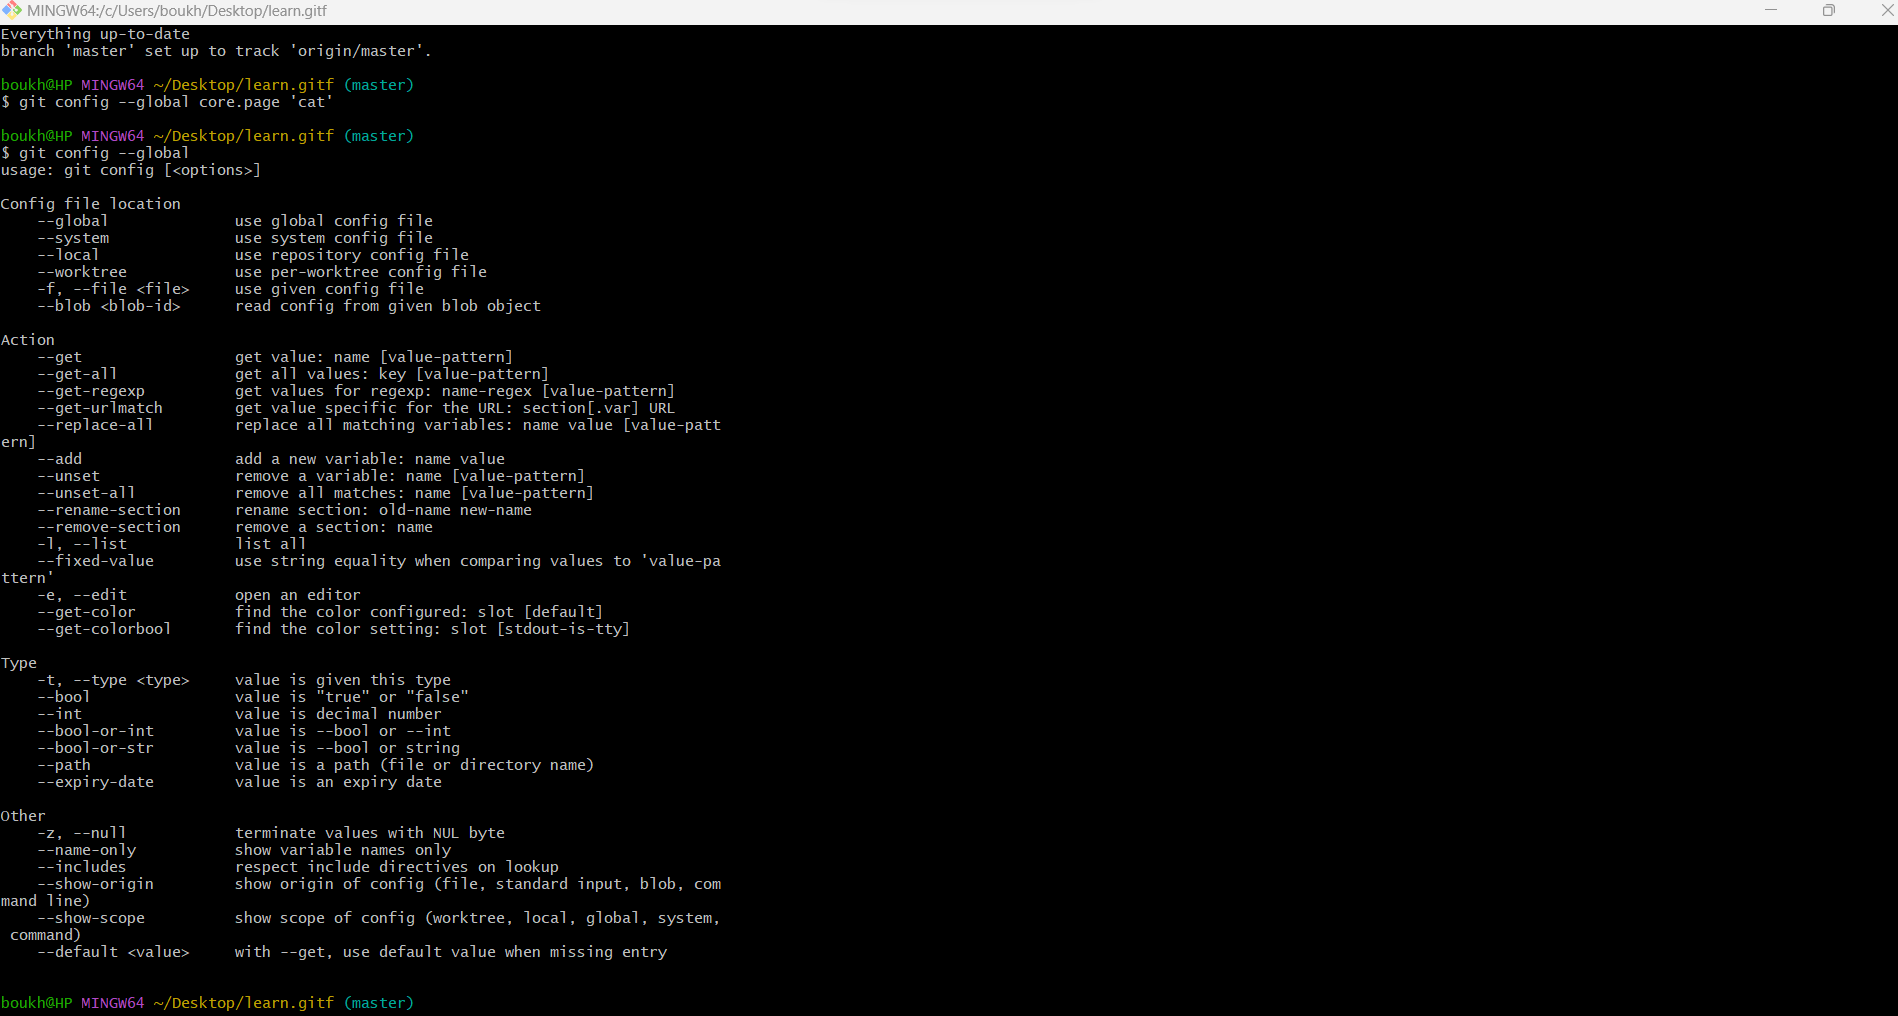 MINGW64:/c/Users/boukh/Desktop/learn.gitf
Everything up-to-date
branch 'master' set up to track 'origin/master'.
boukh@HP MINGW64 ~/Desktop/learn.gitf (master)
$ git config --global core.page 'cat'
boukh@HP MINGW64 ~/Desktop/learn.gitf (master)
$ git config --global
usage: git config [<options>]
Config file location
--global use global config file
--system use system config file
--local use repository config file
--worktree use per-worktree config file
-f, --file <file> use given config file
--blob <blob-id> read config from given blob object
Action
--get get value: name [value-pattern]
--get-all get all values: key [value-pattern]
--get-regexp get values for regexp: name-regex [value-pattern]
--get-urlmatch get value specific for the URL: section[.var] URL
--replace-all replace all matching variables: name value [value-patt
ern]
--add add a new variable: name value
--unset remove a variable: name [value-pattern]
--unset-all remove all matches: name [value-pattern]
--rename-section rename section: old-name new-name
--remove-section remove a section: name
-l, --list list all
--fixed-value use string equality when comparing values to 'value-pa
ttern'
-e, --edit open an editor
--get-color find the color configured: slot [default]
--get-colorbool find the color setting: slot [stdout-is-tty]
Type
-t, --type <type> value is given this type
--bool value is "true" or "false"
--int value is decimal number
--bool-or-int value is --bool or --int
--bool-or-str value is --bool or string
--path value is a path (file or directory name)
--expiry-date value is an expiry date
Other
-z, --null terminate values with NUL byte
--name-only show variable names only
--includes respect include directives on lookup
--show-origin show origin of config (file, standard input, blob, com
mand line)
--show-scope show scope of config (worktree, local, global, system,
command)
--default <value> with --get, use default value when missing entry
boukh@HP MINGW64 ~/Desktop/learn.gitf (master)